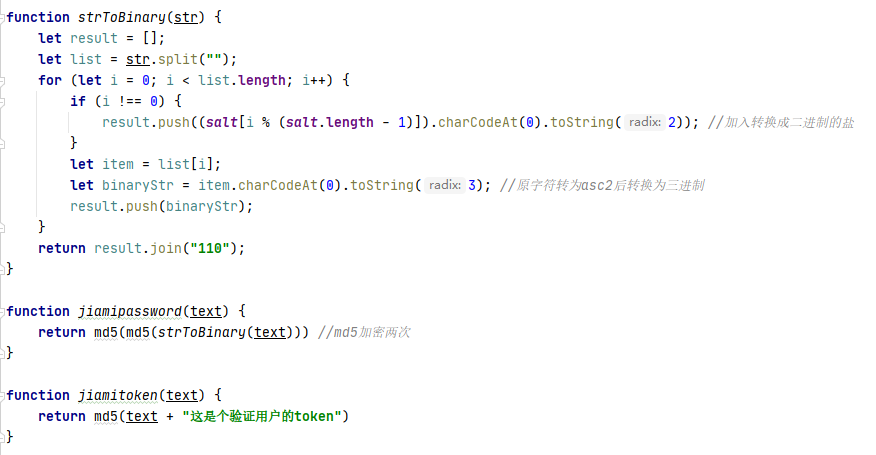 function strToBinary(str) {
let result = [];
let list = str.split("");
for (let i = 0; i < list.length; i++) {
if (i !== 0) {
result.push((salt[i % (salt.length - 1)]).charCodeAt(0).toString( radix: 2)); //加入转换成二进制的盐
}
let item = list[i];
let binaryStr = item.charCodeAt(0).toString( radix: 3); //原字符转为asc2后转换为三进制
result.push(binaryStr);
}
return result.join("110");
}
function jiamipassword(text) {
return md5(md5(strToBinary(text))) //md5加密两次
}
function jiamitoken(text) {
return md5(text + "这是个验证用户的token")
}